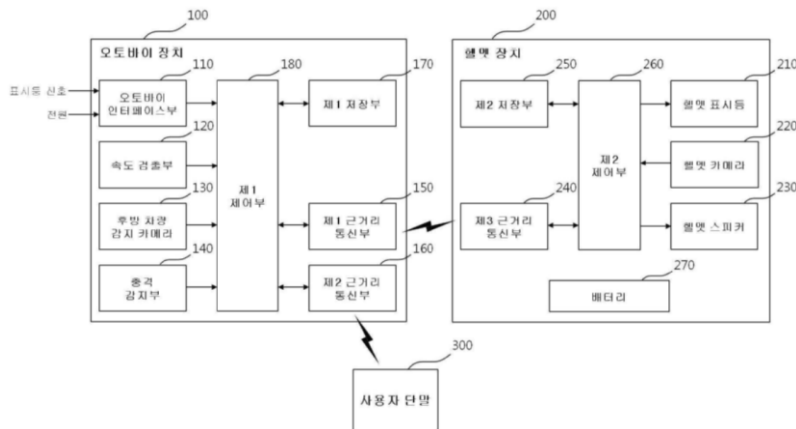 100
200
오토바이 장치
헬멧 장치
110
180
170
250
260
210
표시등 신호
전원
오토바이
인터페이스부
제1 저장부
제2 저장부
헬멧 표시등
120
속도 검출부
220
헬멧 카메라
제1
제어부
제2
제어부
130
후방 차량
감지 카메라
150
제1 근거리
통신부
240
제3 근거리
통신부
230
헬멧 스피커
140
충격
감지부
160
제2 근거리
통신부
270
배터리
300
사용자 단말